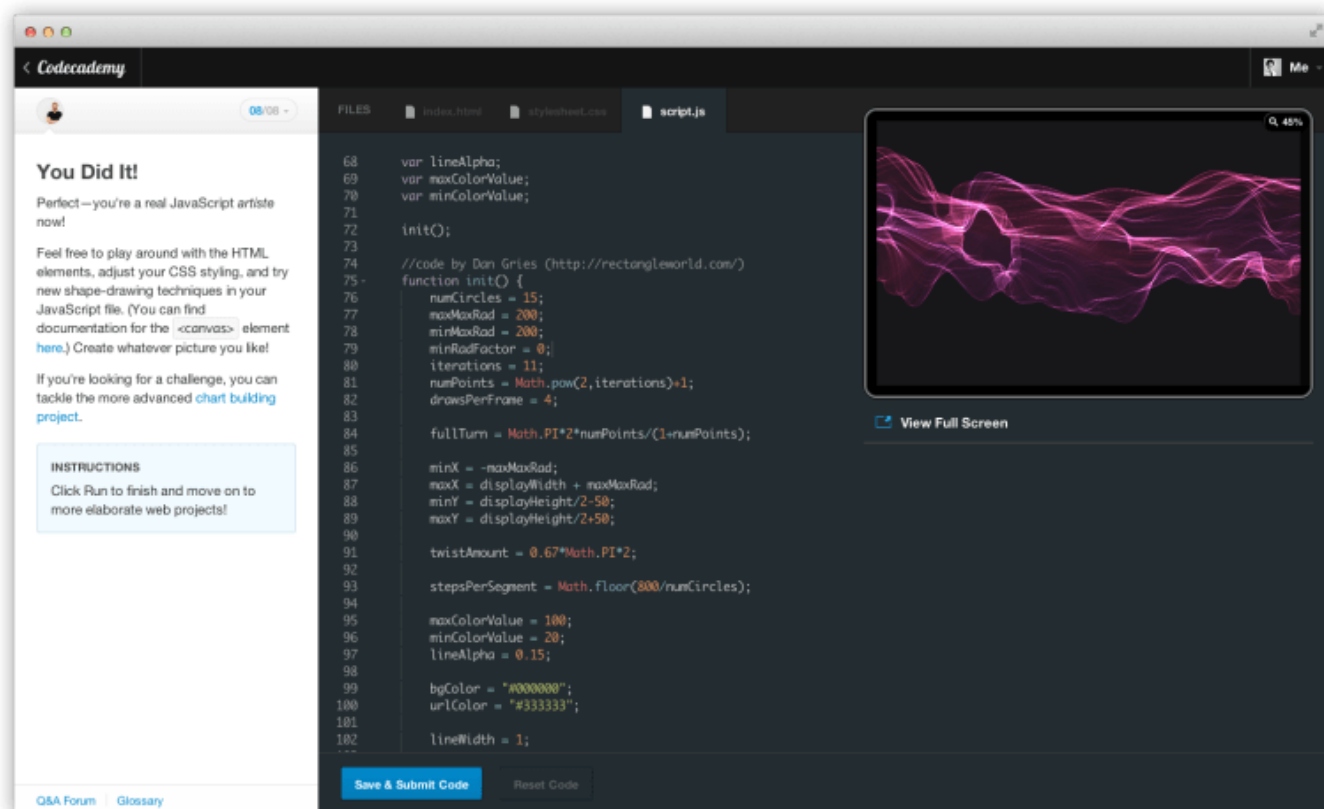 Codecademy
Me
08/08
You Did It!
Perfect—you're a real JavaScript artiste
now!
Feel free to play around with the HTML
elements, adjust your CSS styling, and try
new shape-drawing techniques in your
JavaScript file. (You can find
documentation for the <canvas> element
here.) Create whatever picture you like!
If you're looking for a challenge, you can
tackle the more advanced chart building
project.
INSTRUCTIONS
Click Run to finish and move on to
more elaborate web projects!
Q&A Forum Glossary
FILES index.html stylesheet.css script.js
68 var lineAlpha;
69 var maxColorValue;
70 var minColorValue;
71
72 init();
73
74 //code by Dan Gries (http://rectangleworld.com/)
75 function init() {
76 numCircles = 15;
77 maxMaxRad = 200;
78 minMaxRad = 200;
79 minRadFactor = 0;
80 iterations = 11;
81 numPoints = Math.pow(2,iterations)+1;
82 drawsPerFrame = 4;
83
84 fullTurn = Math.PI*2*numPoints/(1+numPoints);
85
86 minX = -maxMaxRad;
87 maxX = displayWidth + maxMaxRad;
88 minY = displayHeight/2-50;
89 maxY = displayHeight/2+50;
90
91 twistAmount = 0.67*Math.PI*2;
92
93 stepsPerSegment = Math.floor(800/numCircles);
94
95 maxColorValue = 100;
96 minColorValue = 20;
97 lineAlpha = 0.15;
98
99 bgColor = "#000000";
100 urlColor = "#333333";
101
102 lineWidth = 1;
Save & Submit Code Reset Code
45%
View Full Screen